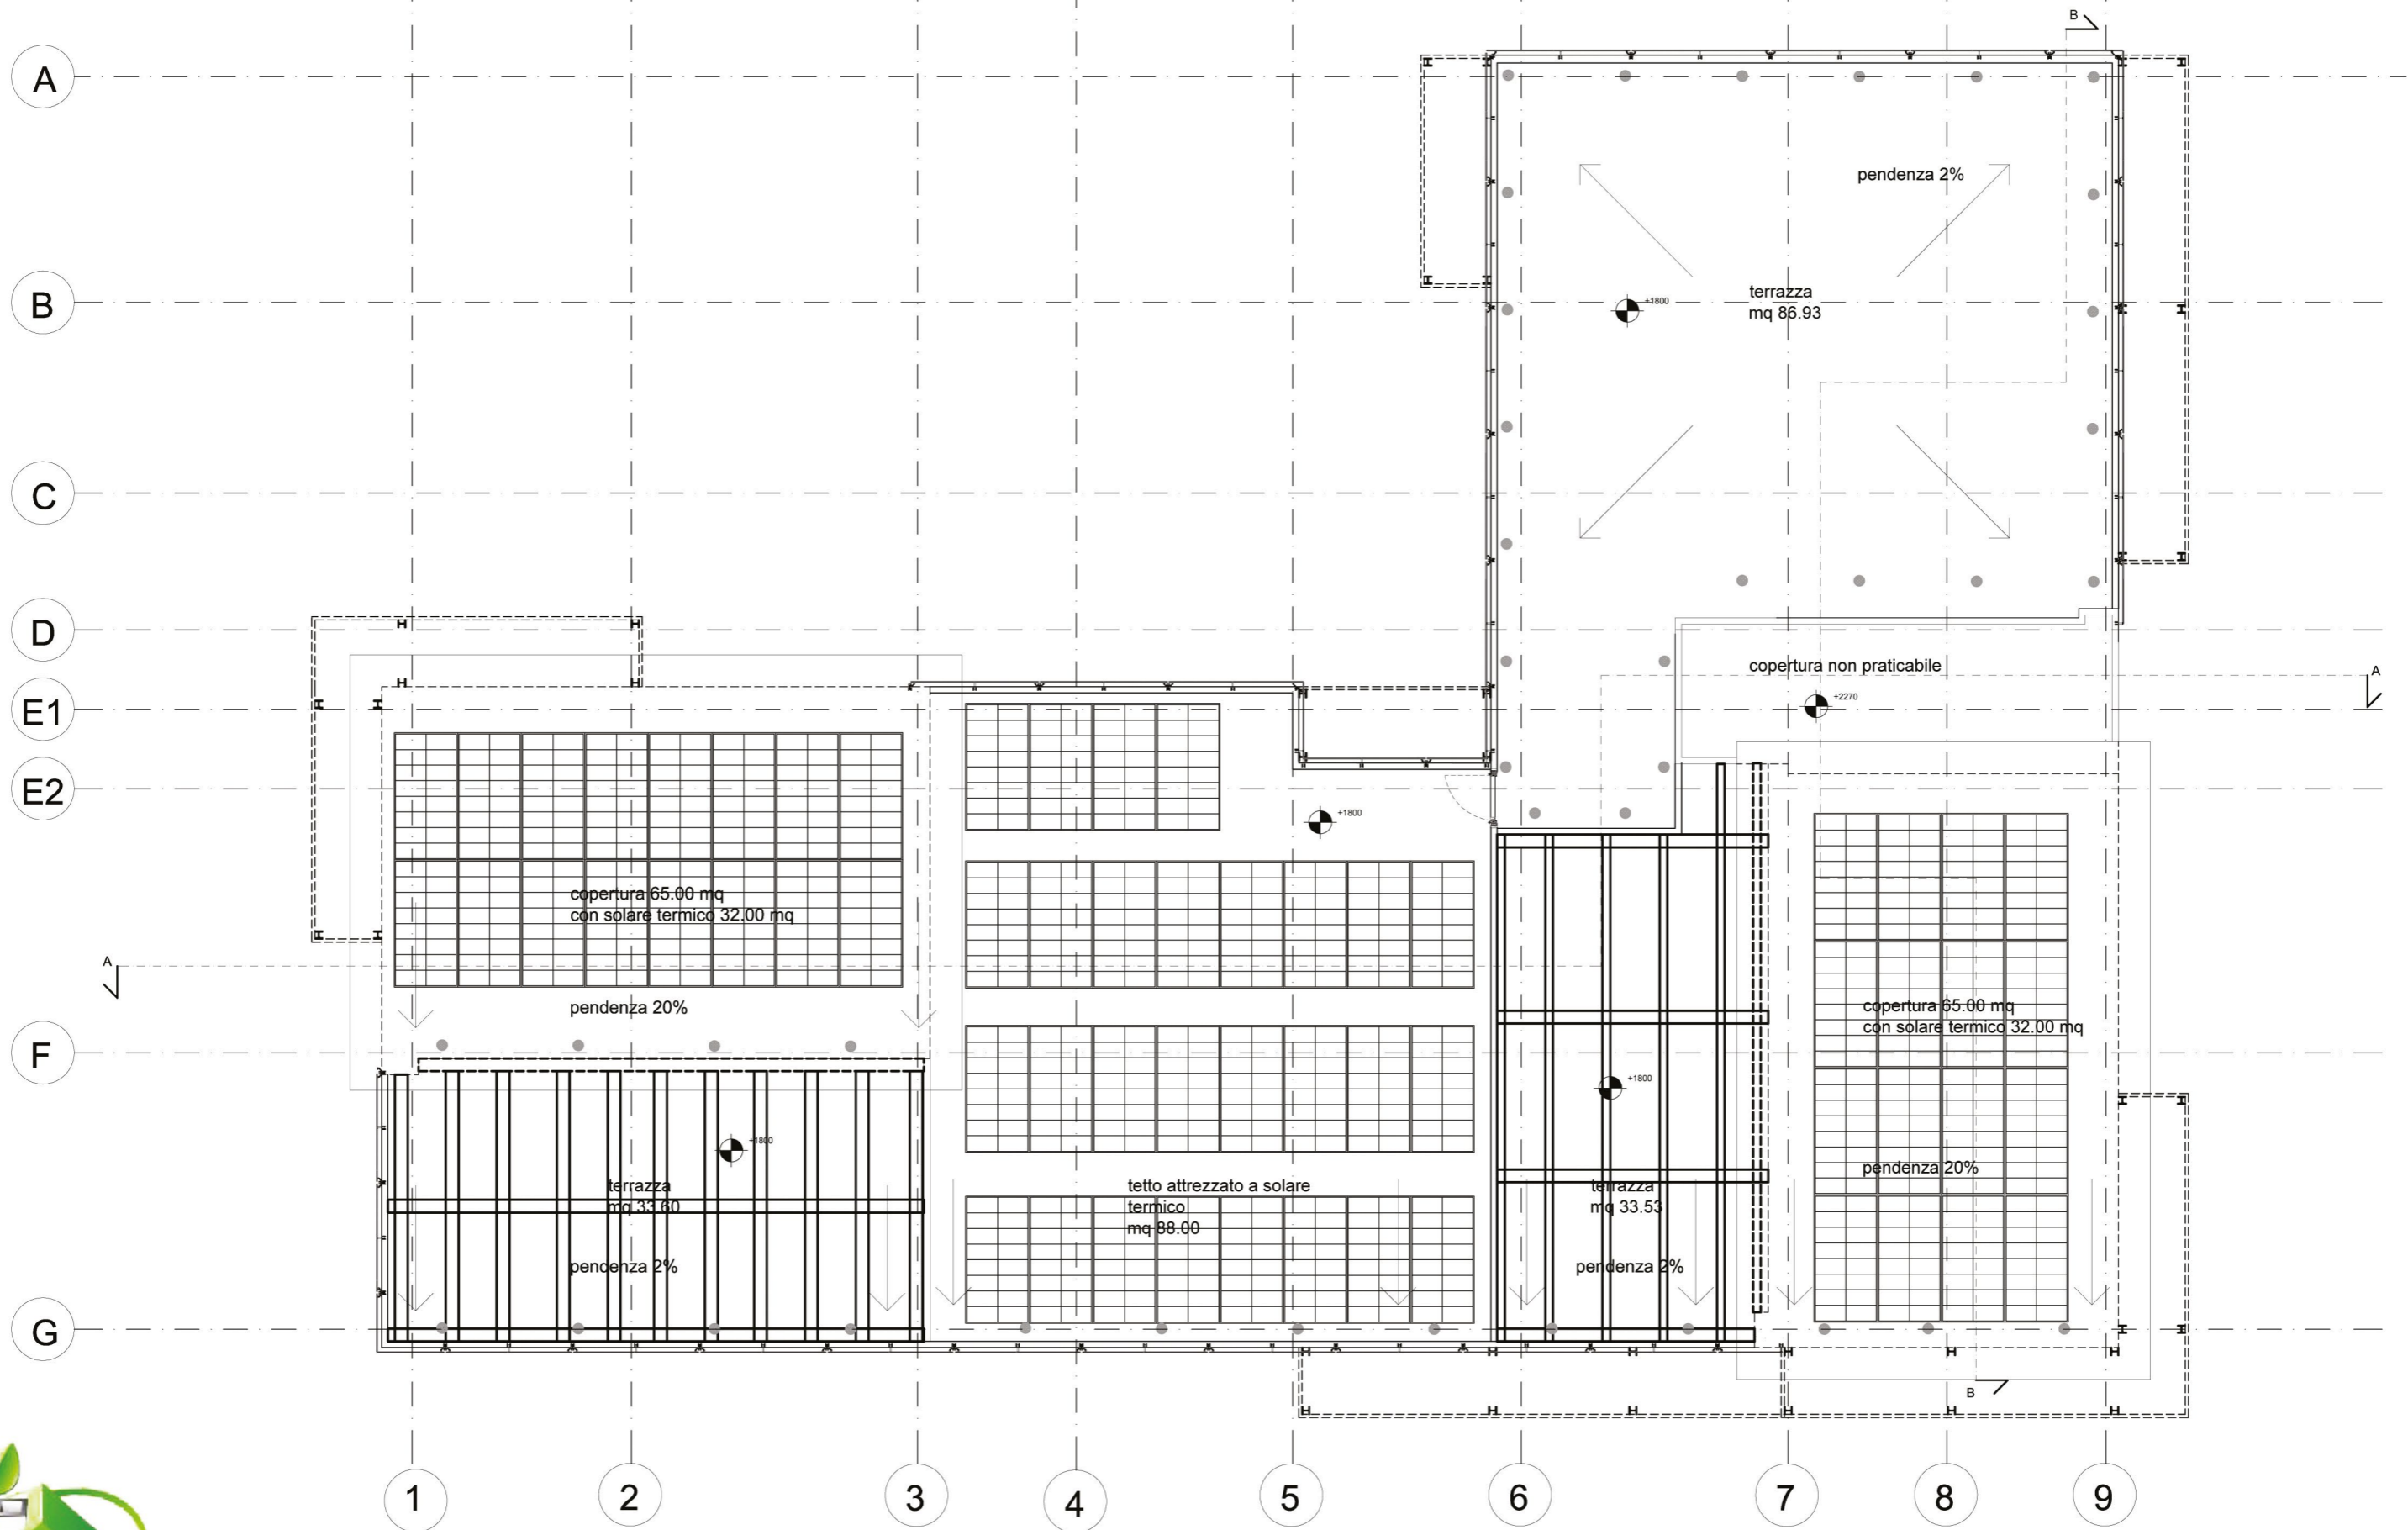 B
A
pendenza 2%
B
+1800
terrazza
mq 86.93
C
D
copertura non praticabile
A
E1
+2270
E2
+1800
copertura 65.00 mq
con solare termico 32.00 mq
A
pendenza 20%
copertura 65.00 mq
con solare termico 32.00 mq
F
+1800
+1800
pendenza 20%
terrazza
mq 33.60
tetto attrezzato a solare
termico
mq 88.00
terrazza
mq 33.53
pendenza 2%
pendenza 2%
G
B
1
2
3
4
5
6
7
8
9